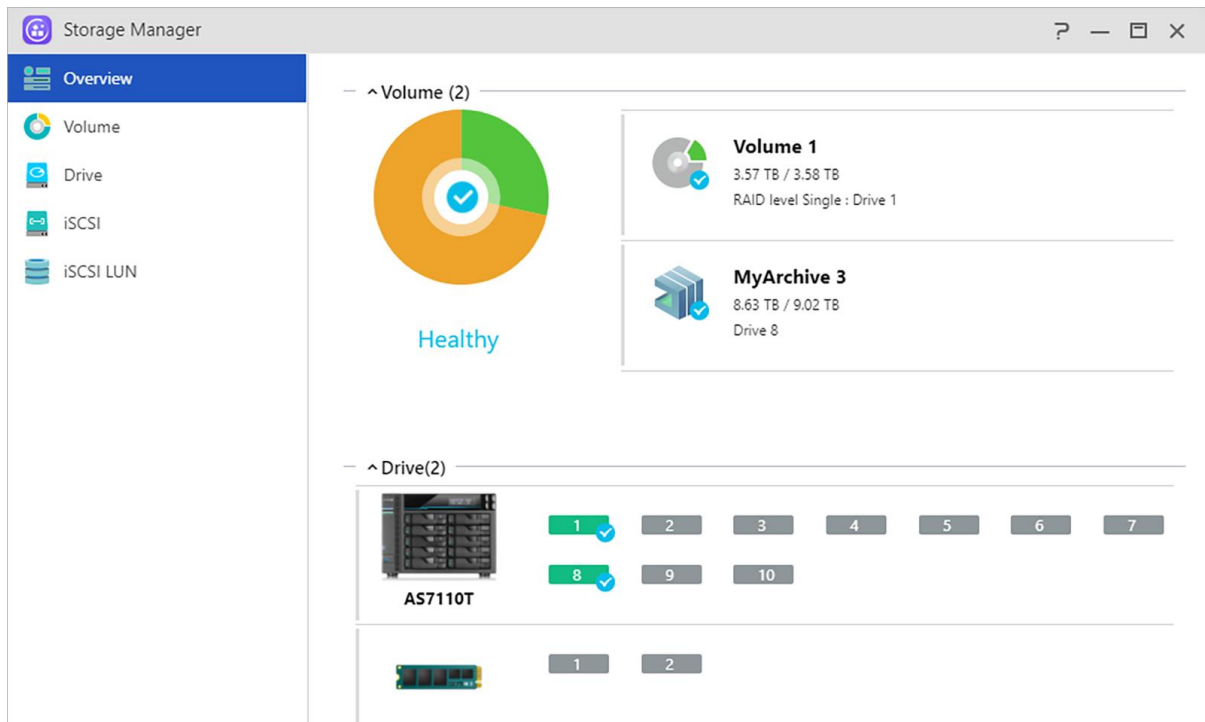 Storage Manager
Overview
Volume
Drive
iSCSI
iSCSI LUN
Volume (2)
Healthy
Volume 1
3.57 TB / 3.58 TB
RAID level Single : Drive 1
MyArchive 3
8.63 TB / 9.02 TB
Drive 8
Drive(2)
AS7110T
1 2 3 4 5 6 7
8 9 10
1 2